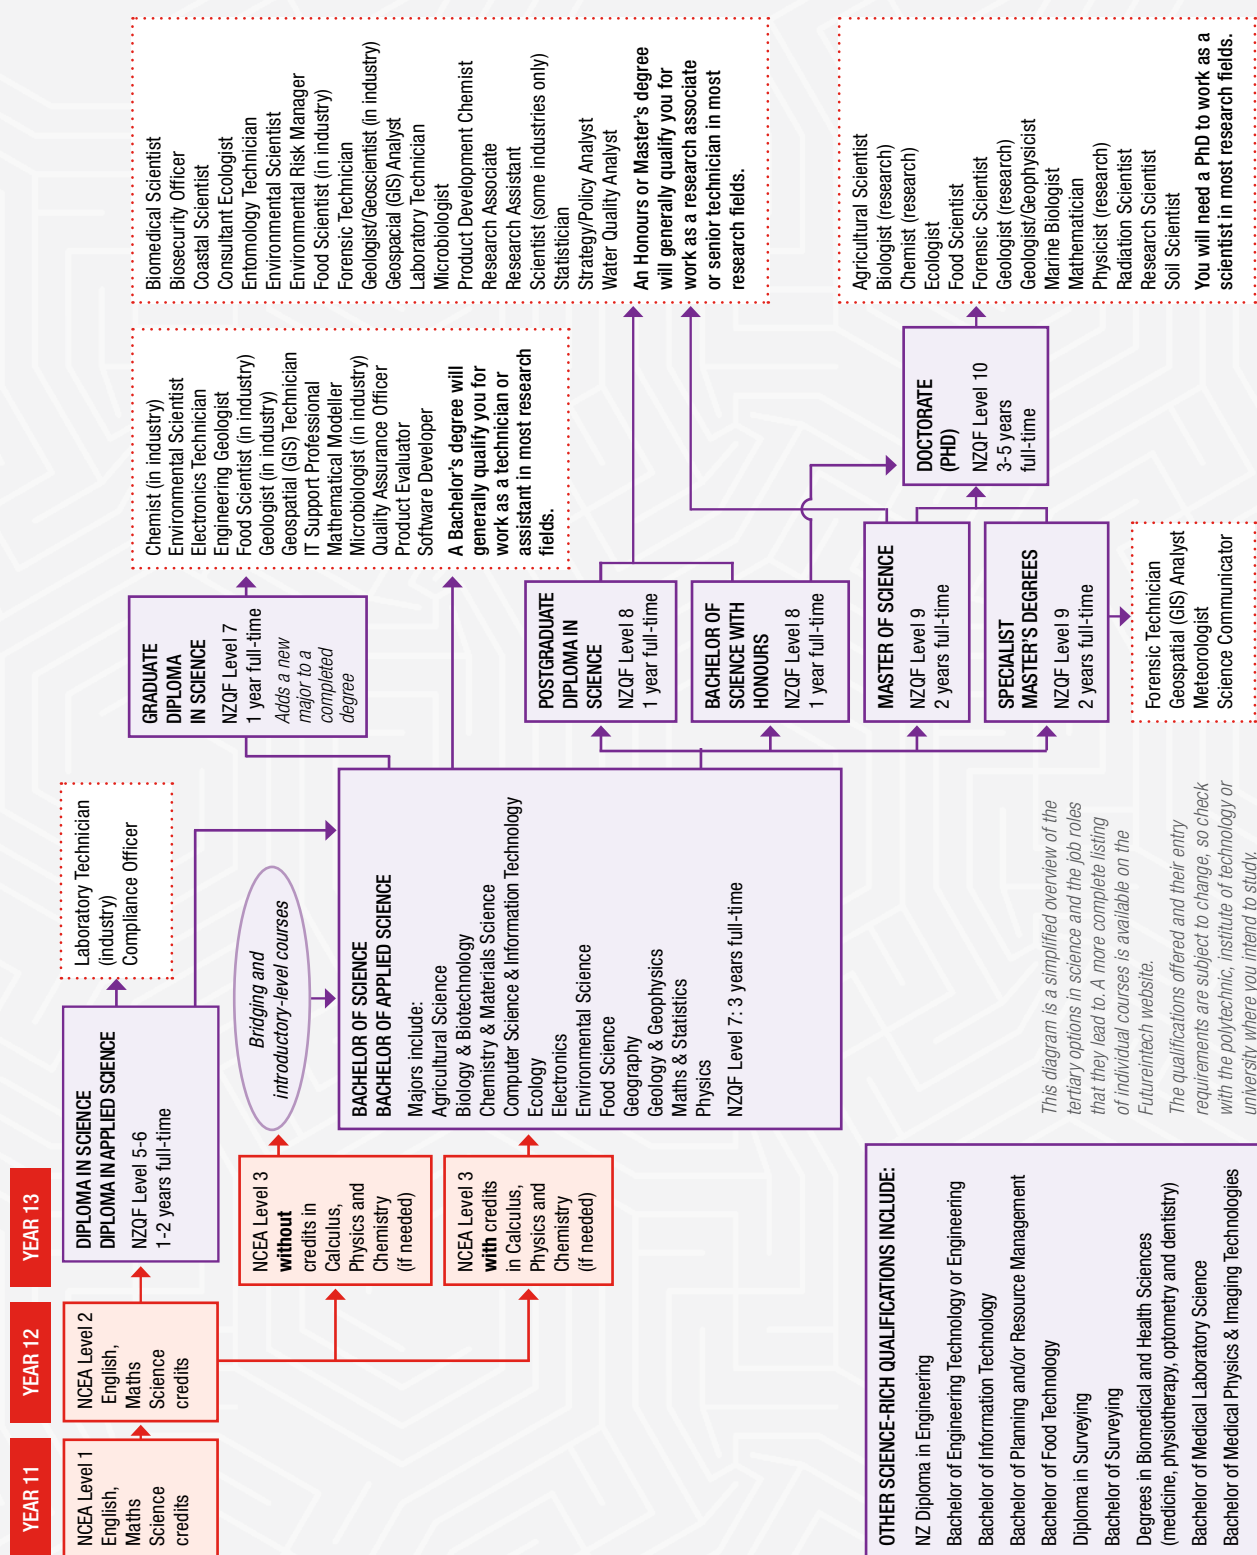 YEAR 11
YEAR 12
YEAR 13
NCEA Level 1
English,
Maths
Science
credits
NCEA Level 2
English,
Maths
Science
credits
DIPLOMA IN SCIENCE
DIPLOMA IN APPLIED SCIENCE
NZQF Level 5-6
1-2 years full-time
Laboratory Technician
(industry)
Compliance Officer
NCEA Level 3
without
credits in
Calculus,
Physics and
Chemistry
(if needed)
NCEA Level 3
with credits
in Calculus,
Physics and
Chemistry
(if needed)
Bridging and
introductory-level courses
BACHELOR OF SCIENCE
BACHELOR OF APPLIED SCIENCE
Majors include:
Agricultural Science
Biology & Biotechnology
Chemistry & Materials Science
Computer Science & Information Technology
Ecology
Electronics
Environmental Science
Food Science
Geography
Geology & Geophysics
Maths & Statistics
Physics
NZQF Level 7: 3 years full-time
GRADUATE
DIPLOMA
IN SCIENCE
NZQF Level 7
1 year full-time
Adds a new
major to a
completed
degree
Chemist (in industry)
Environmental Scientist
Electronics Technician
Engineering Geologist
Food Scientist (in industry)
Geologist (in industry)
Geospatial (GIS) Technician
IT Support Professional
Mathematical Modeller
Microbiologist (in industry)
Quality Assurance Officer
Product Evaluator
Software Developer
A Bachelor's degree will
generally qualify you for
work as a technician or
assistant in most research
fields.
POSTGRADUATE
DIPLOMA IN
SCIENCE
NZQF Level 8
1 year full-time
BACHELOR OF
SCIENCE WITH
HONOURS
NZQF Level 8
1 year full-time
MASTER OF SCIENCE
NZQF Level 9
2 years full-time
SPECIALIST
MASTER'S DEGREES
NZQF Level 9
2 years full-time
Forensic Technician
Geospatial (GIS) Analyst
Meteorologist
Science Communicator
Biomedical Scientist
Biosecurity Officer
Coastal Scientist
Consultant Ecologist
Entomology Technician
Environmental Scientist
Environmental Risk Manager
Food Scientist (in industry)
Forensic Technician
Geologist/Geoscientist (in industry)
Geospacial (GIS) Analyst
Laboratory Technician
Microbiologist
Product Development Chemist
Research Associate
Research Assistant
Scientist (some industries only)
Statistician
Strategy/Policy Analyst
Water Quality Analyst
An Honours or Master's degree
will generally qualify you for
work as a research associate
or senior technician in most
research fields.
DOCTORATE
(PHD)
NZQF Level 10
3-5 years
full-time
Agricultural Scientist
Biologist (research)
Chemist (research)
Ecologist
Food Scientist
Forensic Scientist
Geologist (research)
Geologist/Geophysicist
Marine Biologist
Mathematician
Physicist (research)
Radiation Scientist
Research Scientist
Soil Scientist
You will need a PhD to work as a
scientist in most research fields.
OTHER SCIENCE-RICH QUALIFICATIONS INCLUDE:
NZ Diploma in Engineering
Bachelor of Engineering Technology or Engineering
Bachelor of Information Technology
Bachelor of Planning and/or Resource Management
Bachelor of Food Technology
Diploma in Surveying
Bachelor of Surveying
Degrees in Biomedical and Health Sciences
(medicine, physiotherapy, optometry and dentistry)
Bachelor of Medical Laboratory Science
Bachelor of Medical Physics & Imaging Technologies
This diagram is a simplified overview of the
tertiary options in science and the job roles
that they lead to. A more complete listing
of individual courses is available on the
Futureintech website.
The qualifications offered and their entry
requirements are subject to change, so check
with the polytechnic, institute of technology or
university where you intend to study.